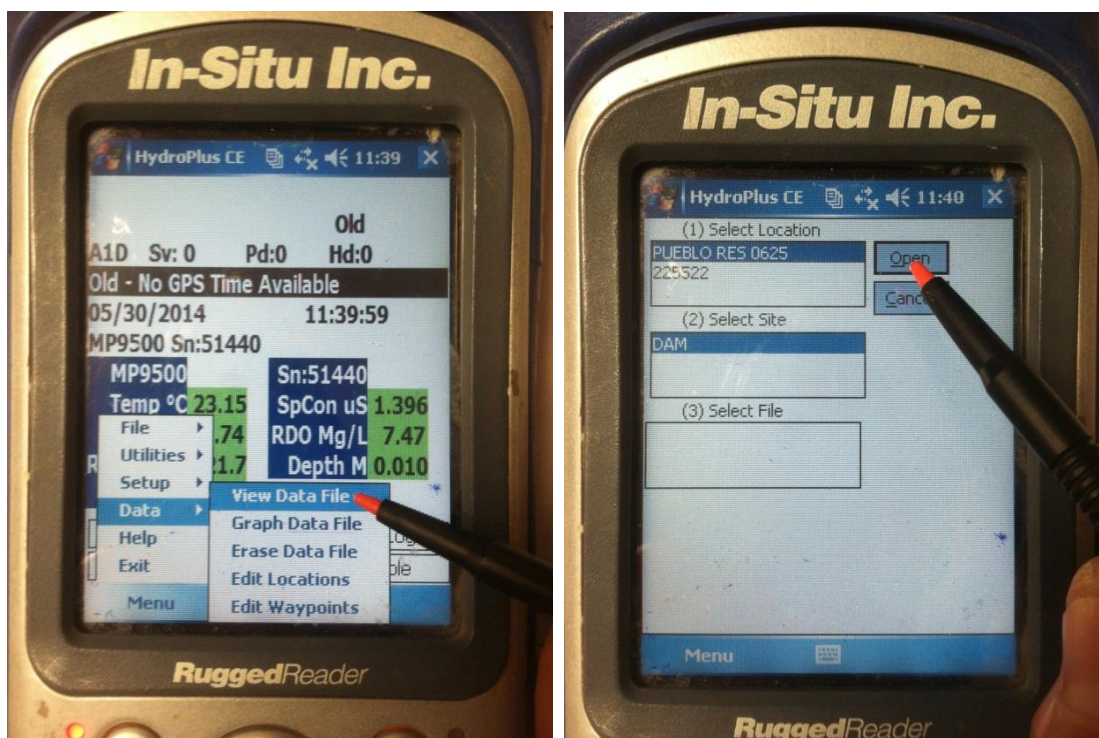 In-Situ Inc.
HydroPlus CE 11:39
Old
A1D Sv: 0 Pd:0 Hd:0
Old - No GPS Time Available
05/30/2014 11:39:59
MP9500 Sn:51440
MP9500 Sn:51440
Temp °C 23.15 SpCon uS 1.396
File .74 RDO Mg/L 7.47
Utilities
R 1.7 Depth M 0.010
Setup
View Data File
Data
Graph Data File
Help
Erase Data File
Exit
Edit Locations
Menu
Edit Waypoints
RuggedReader
In-Situ Inc.
HydroPlus CE 11:40
(1) Select Location
PUEBLO RES 0625 Open
225522
Cancel
(2) Select Site
DAM
(3) Select File
Menu
RuggedReader